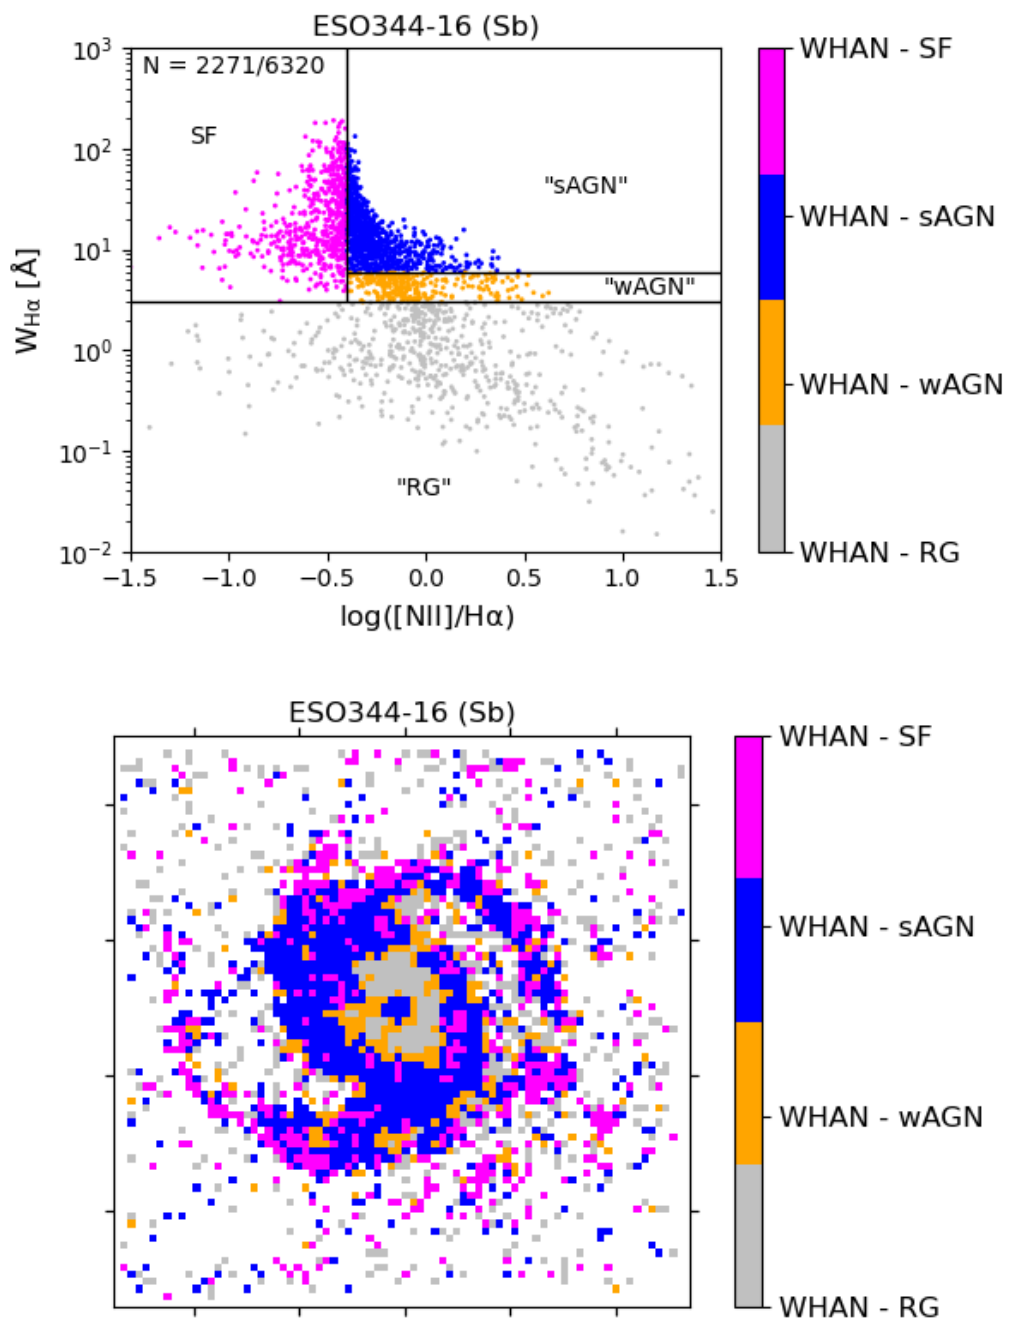 ESO344-16 (Sb)
N = 2271/6320
SF
"sAGN"
"wAGN"
"RG"
10³
10²
10¹
10⁰
10⁻¹
10⁻²
W_Hα [Å]
−1.5 −1.0 −0.5 0.0 0.5 1.0 1.5
log([NII]/Hα)
WHAN - SF
WHAN - sAGN
WHAN - wAGN
WHAN - RG
ESO344-16 (Sb)
WHAN - SF
WHAN - sAGN
WHAN - wAGN
WHAN - RG